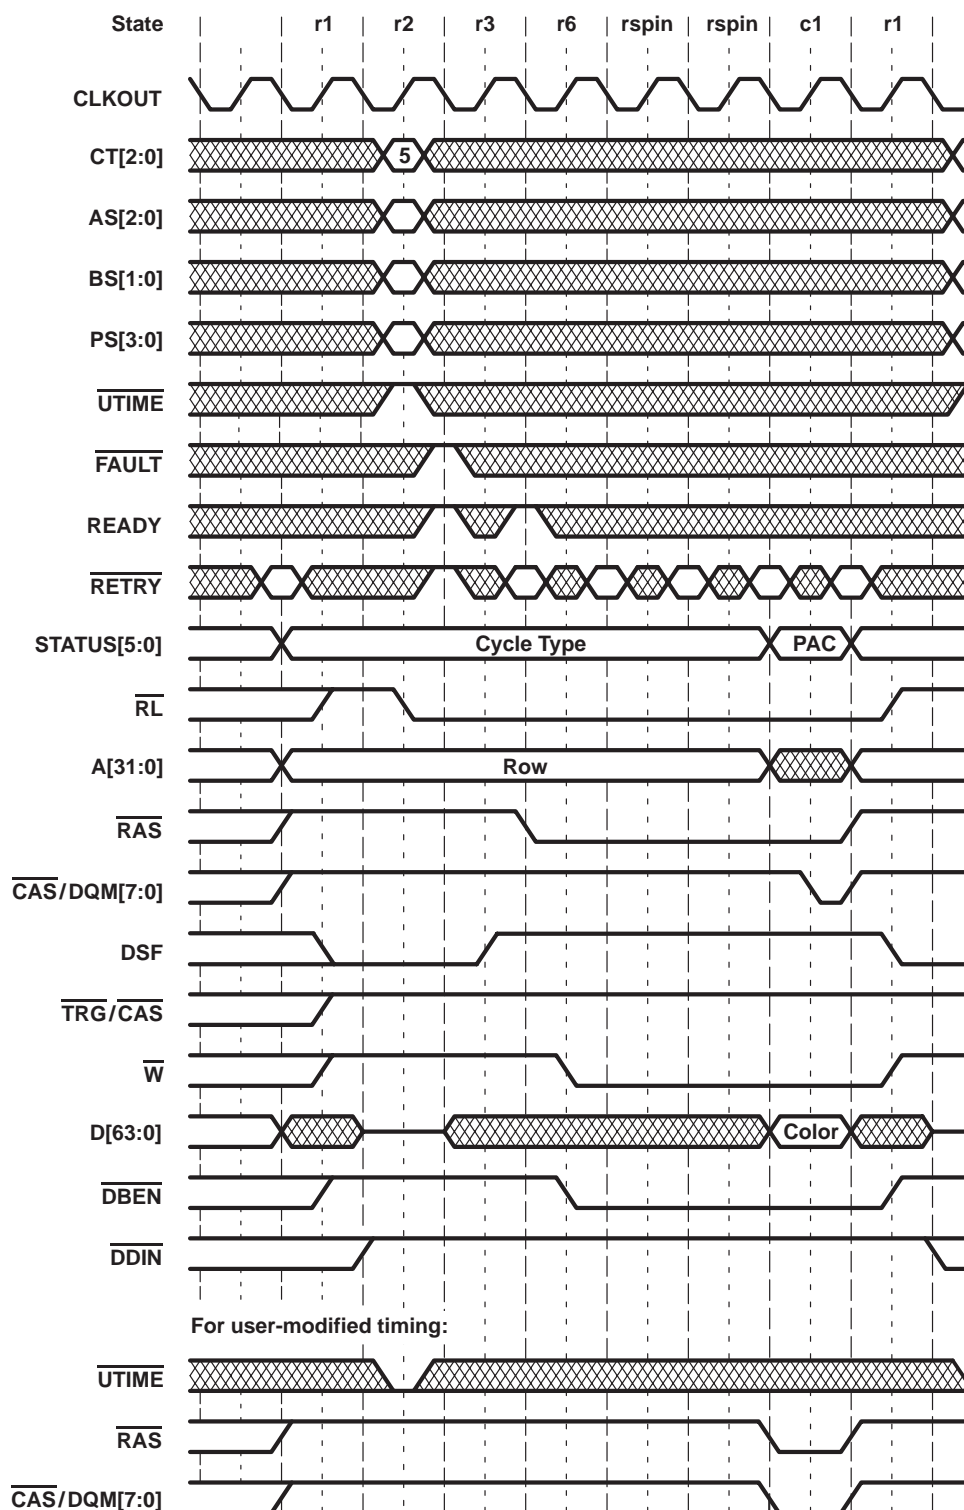 State r1 r2 r3 r6 rspin rspin c1 r1
CLKOUT
CT[2:0] 5
AS[2:0]
BS[1:0]
PS[3:0]
UTIME
FAULT
READY
RETRY
STATUS[5:0] Cycle Type PAC
RL
A[31:0] Row
RAS
CAS/DQM[7:0]
DSF
TRG/CAS
W
D[63:0] Color
DBEN
DDIN
For user-modified timing:
UTIME
RAS
CAS/DQM[7:0]